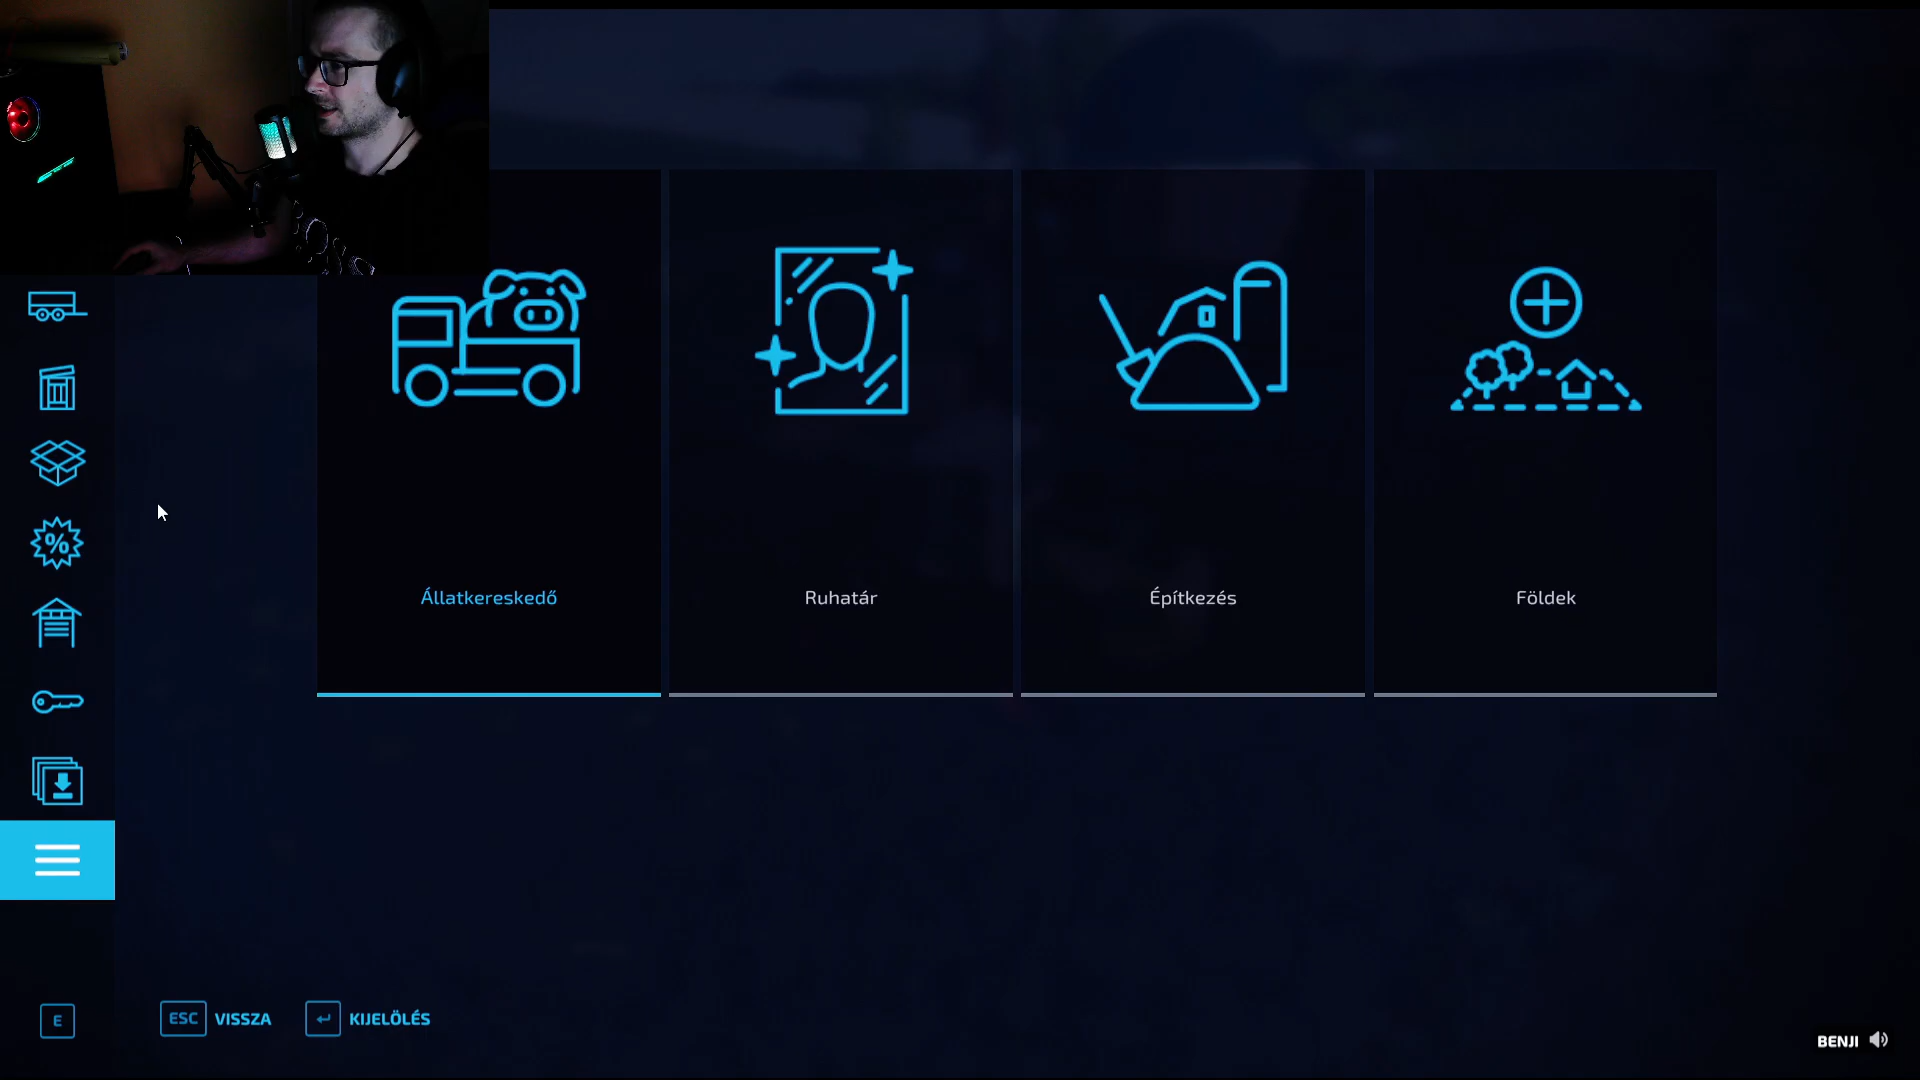 %
Állatkereskedő
Ruhatár
Építkezés
Földek
E
ESC VISSZA
KIJELÖLÉS
BENJI